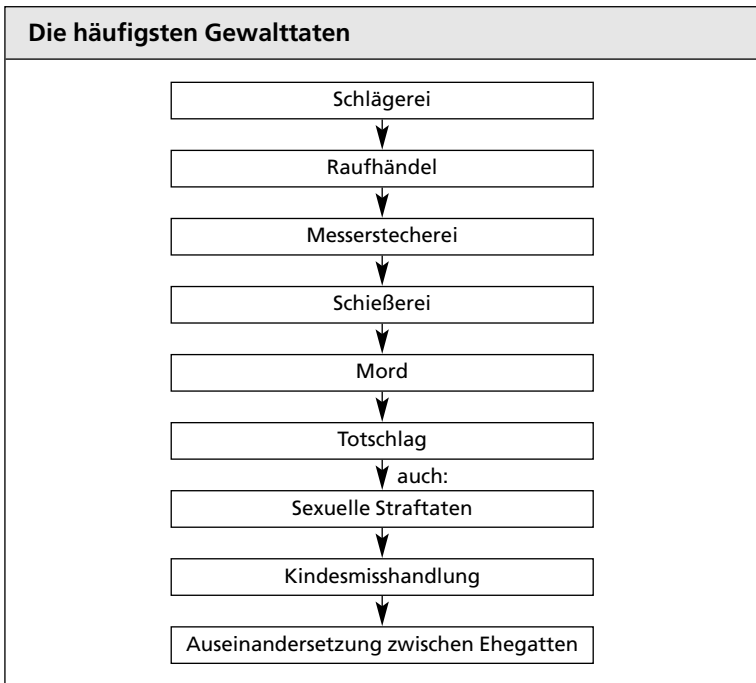 Die häufigsten Gewalttaten
Schlägerei
Raufhändel
Messerstecherei
Schießerei
Mord
Totschlag
auch:
Sexuelle Straftaten
Kindesmisshandlung
Auseinandersetzung zwischen Ehegatten